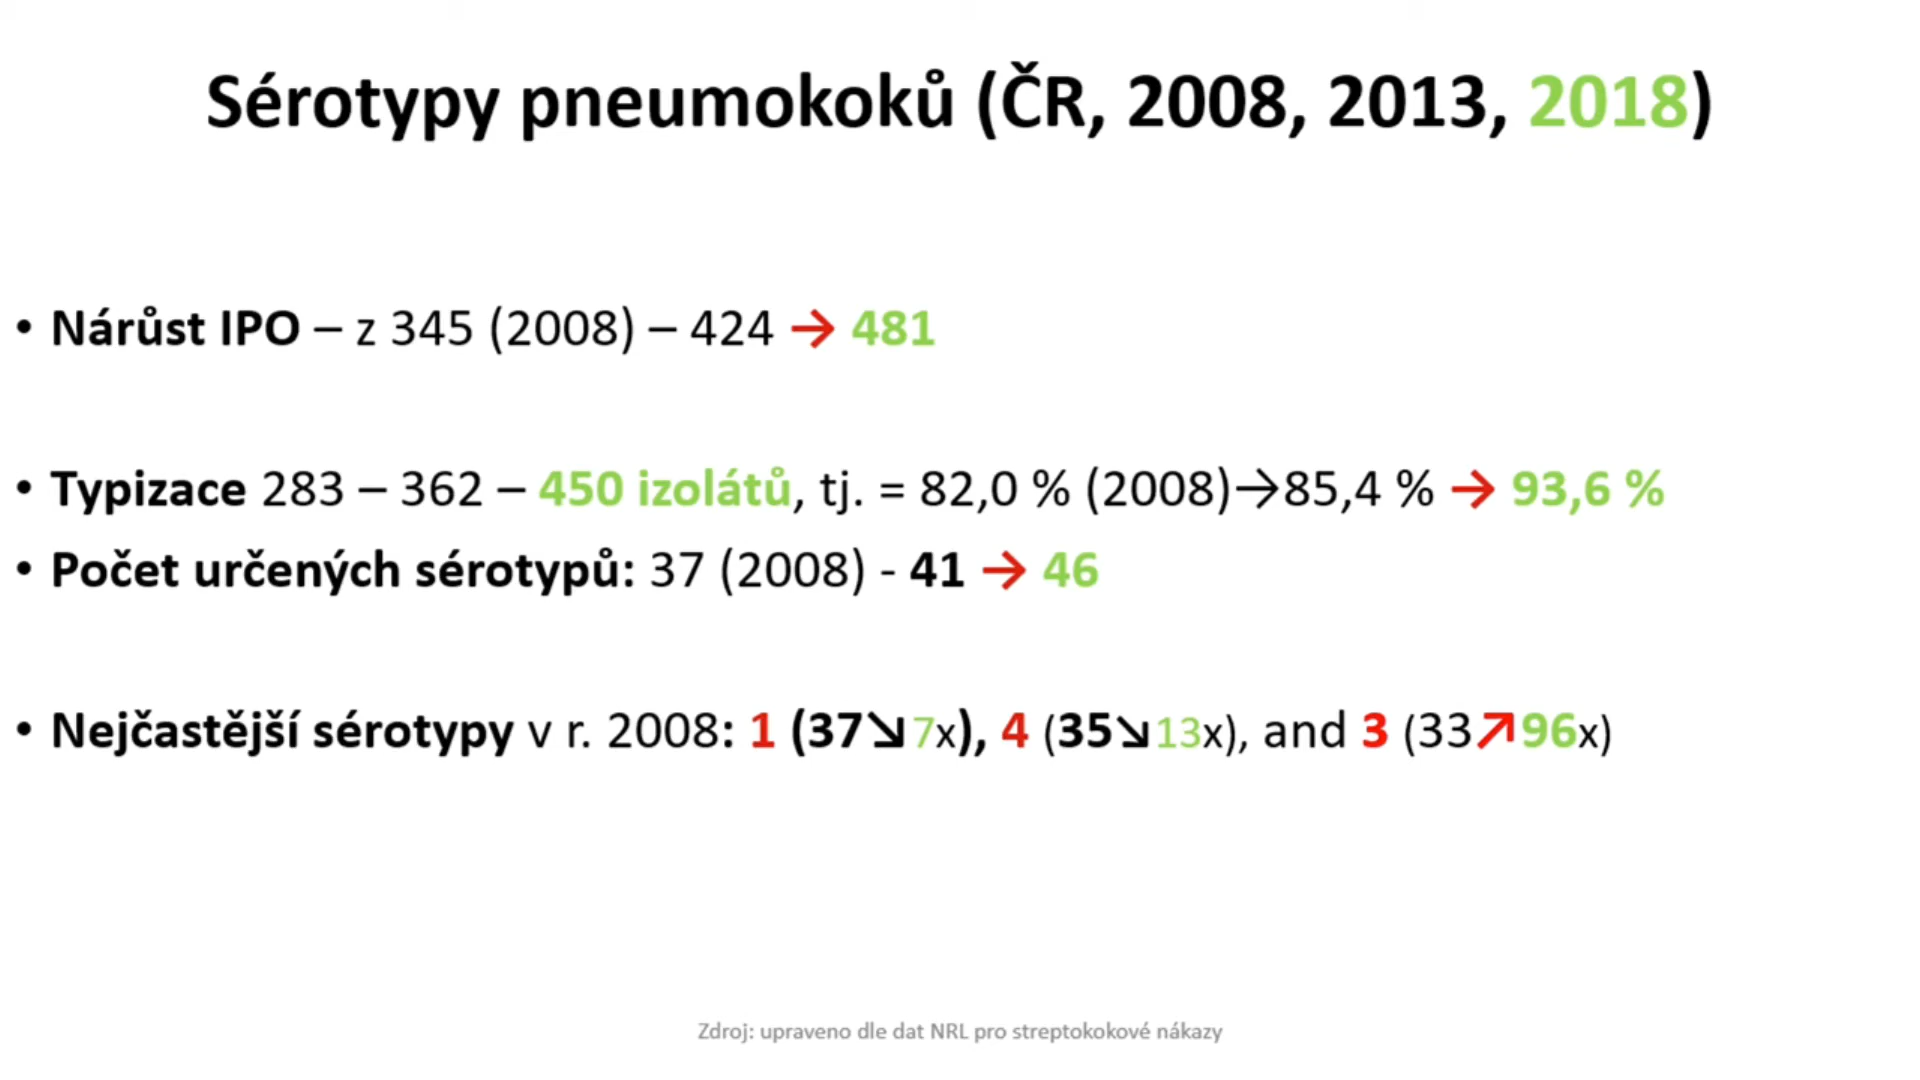 Sérotypy pneumokoků (ČR, 2008, 2013, 2018)
• Nárůst IPO – z 345 (2008) – 424 → 481
• Typizace 283 – 362 – 450 izolátů, tj. = 82,0 % (2008)→85,4 % → 93,6 %
• Počet určených sérotypů: 37 (2008) - 41 → 46
• Nejčastější sérotypy v r. 2008: 1 (37↘7x), 4 (35↘13x), and 3 (33↗96x)
Zdroj: upraveno dle dat NRL pro streptokokové nákazy